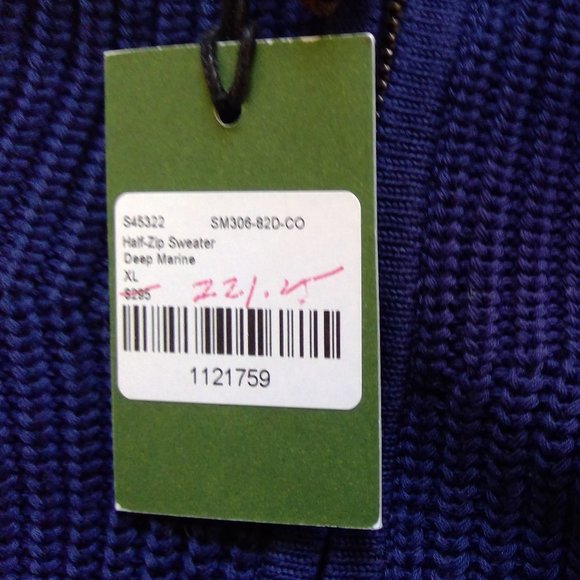 S45322 SM306-82D-CO
Half-Zip Sweater
Deep Marine
XL
$295 221.25
1121759